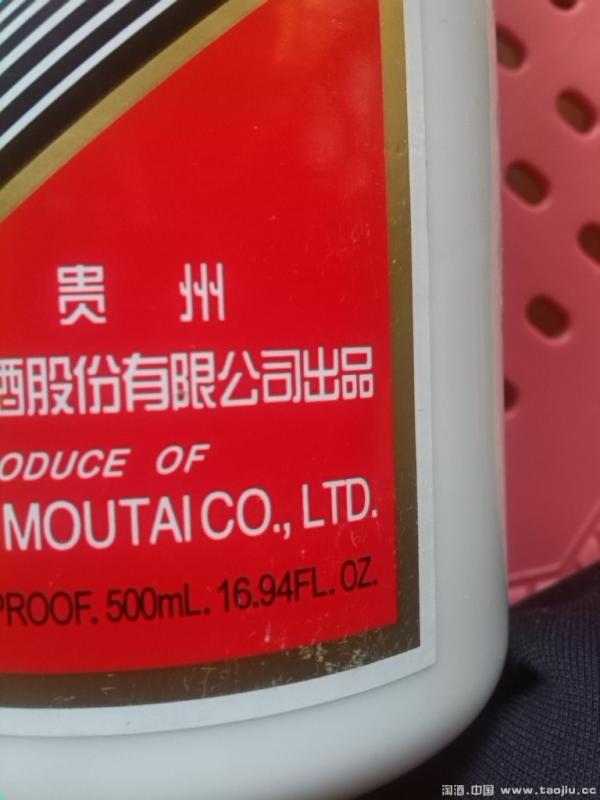 贵 州
酒股份有限公司出品
ODUCE OF
MOUTAI CO., LTD.
PROOF. 500mL. 16.94FL. OZ.
淘酒.中国 www.taojiu.cc